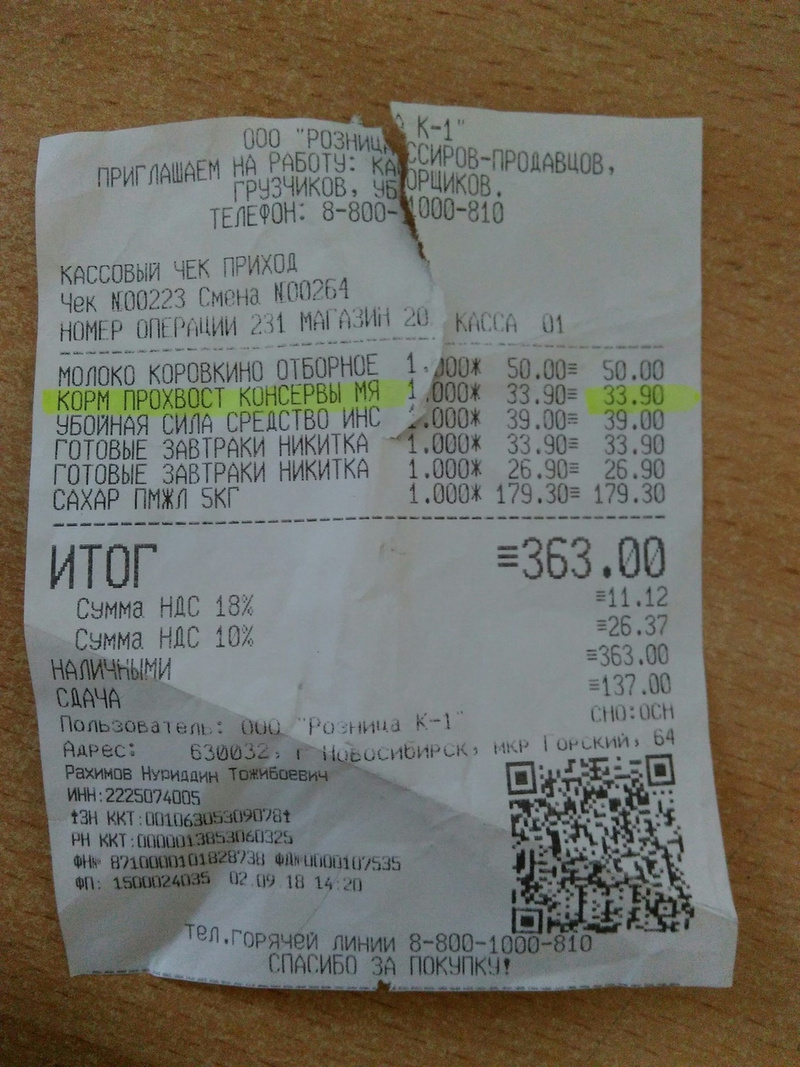 ООО "РОЗНИЦА К-1"
ПРИГЛАШАЕМ НА РАБОТУ: КАССИРОВ-ПРОДАВЦОВ,
ГРУЗЧИКОВ, УБОРЩИКОВ.
ТЕЛЕФОН: 8-800-1000-810
КАССОВЫЙ ЧЕК ПРИХОД
Чек №00223 Смена №00264
НОМЕР ОПЕРАЦИИ 231 МАГАЗИН 20 КАССА 01
МОЛОКО КОРОВКИНО ОТБОРНОЕ 1.000* 50.00= 50.00
КОРМ ПРОХВОСТ КОНСЕРВЫ МЯ 1.000* 33.90= 33.90
УБОЙНАЯ СИЛА СРЕДСТВО ИНС 1.000* 39.00= 39.00
ГОТОВЫЕ ЗАВТРАКИ НИКИТКА 1.000* 33.90= 33.90
ГОТОВЫЕ ЗАВТРАКИ НИКИТКА 1.000* 26.90= 26.90
САХАР ПМЖЛ 5КГ 1.000* 179.30= 179.30
ИТОГ =363.00
Сумма НДС 18% =11.12
Сумма НДС 10% =26.37
НАЛИЧНЫМИ =363.00
СДАЧА =137.00
СНО:ОСН
Пользователь: ООО "Розница К-1"
Адрес: 630032, г Новосибирск, мкр Горский, 64
Рахимов Нуриддин Тожибоевич
ИНН:2225074005
ЗН ККТ:00106305309078
РН ККТ:0000013853060325
ФН№ 8710000101828738 ФД№0000107535
ФП: 1500024035 02.09.18 14:20
тел.горячей линии 8-800-1000-810
СПАСИБО ЗА ПОКУПКУ!